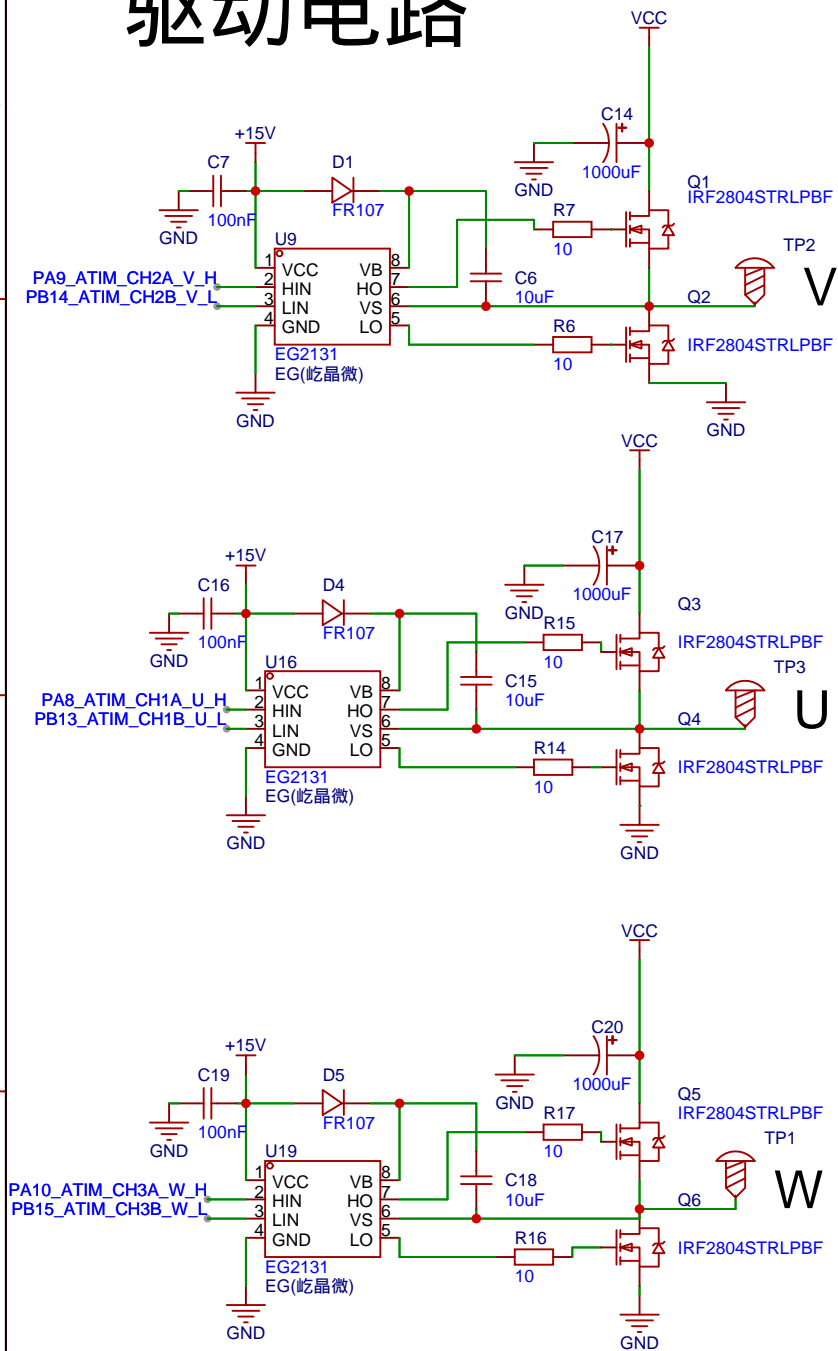 驱动电路
VCC
C14
1000uF
GND
+15V
C7
100nF
GND
D1
FR107
Q1
IRF2804STRLPBF
R7
10
TP2
V
U9
1 VCC VB 8
2 HIN HO 7
3 LIN VS 6
4 GND LO 5
EG2131
EG(屹晶微)
PA9_ATIM_CH2A_V_H
PB14_ATIM_CH2B_V_L
C6
10uF
Q2
IRF2804STRLPBF
R6
10
GND
GND
VCC
C17
1000uF
GND
+15V
C16
100nF
GND
D4
FR107
Q3
IRF2804STRLPBF
R15
10
TP3
U
U16
1 VCC VB 8
2 HIN HO 7
3 LIN VS 6
4 GND LO 5
EG2131
EG(屹晶微)
PA8_ATIM_CH1A_U_H
PB13_ATIM_CH1B_U_L
C15
10uF
Q4
IRF2804STRLPBF
R14
10
GND
GND
VCC
C20
1000uF
GND
+15V
C19
100nF
GND
D5
FR107
Q5
IRF2804STRLPBF
R17
10
TP1
W
U19
1 VCC VB 8
2 HIN HO 7
3 LIN VS 6
4 GND LO 5
EG2131
EG(屹晶微)
PA10_ATIM_CH3A_W_H
PB15_ATIM_CH3B_W_L
C18
10uF
Q6
IRF2804STRLPBF
R16
10
GND
GND